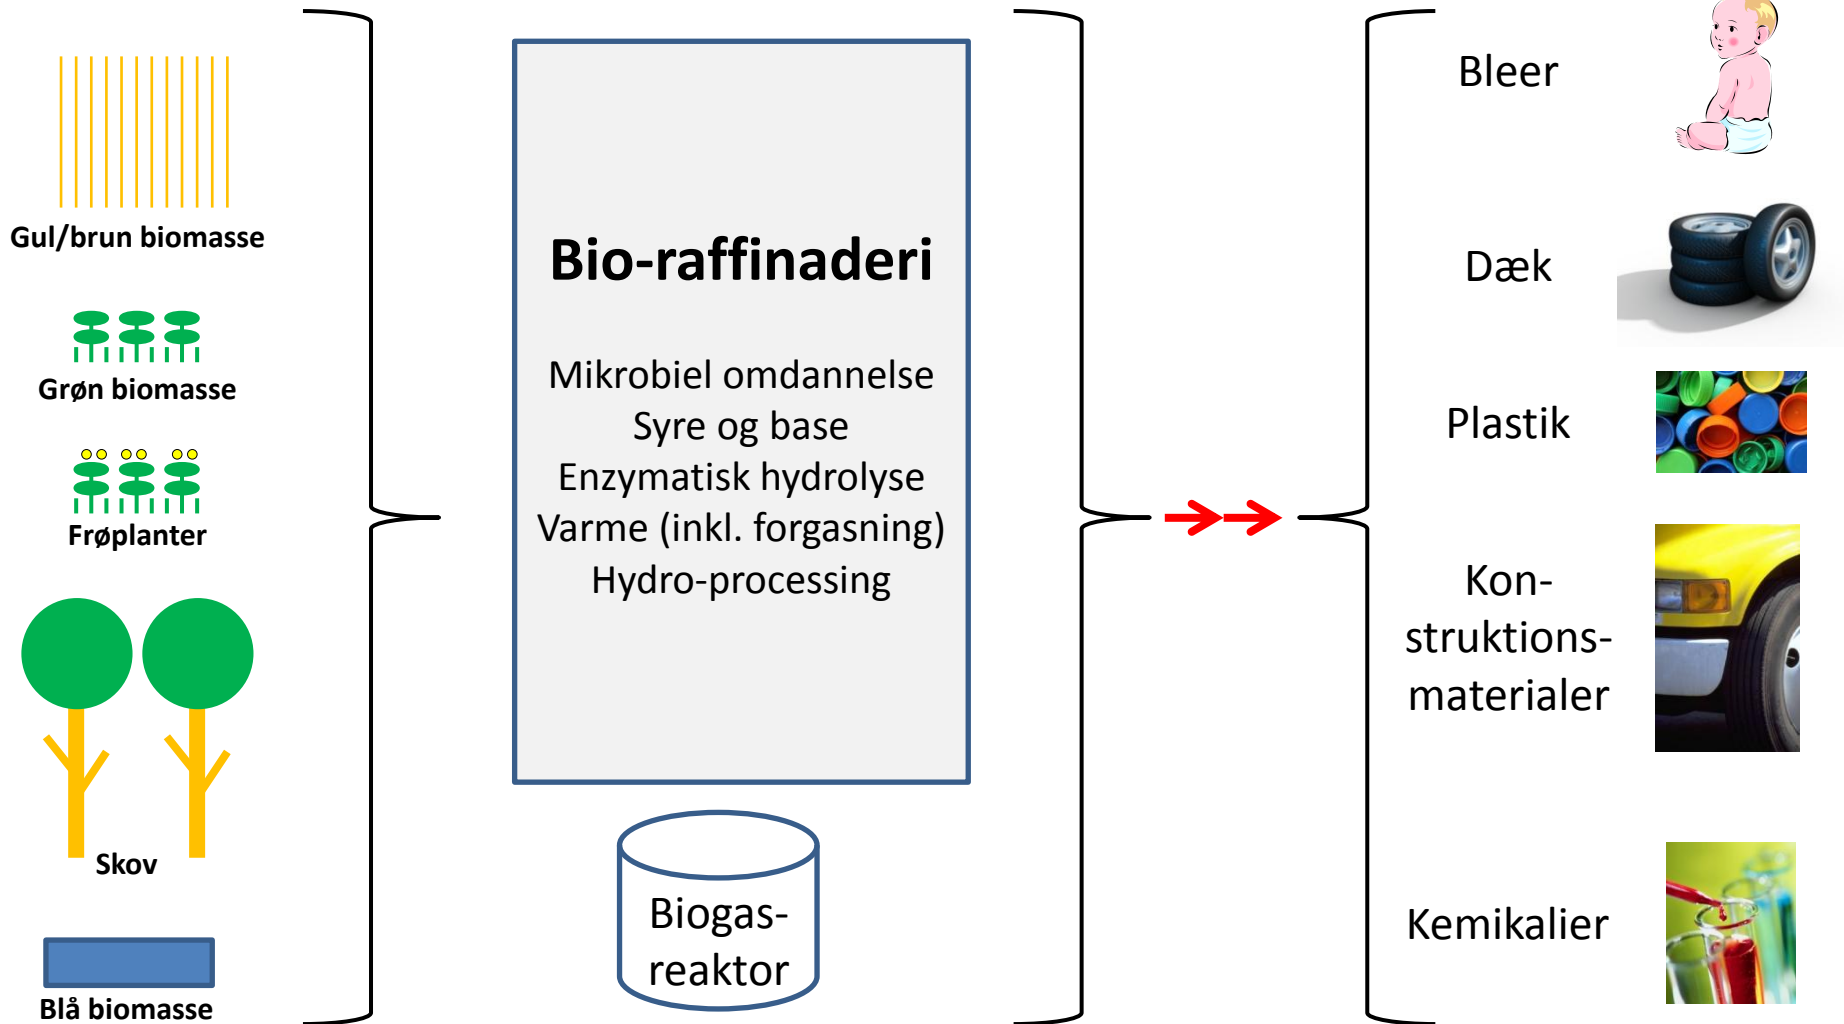 Gul/brun biomasse
Grøn biomasse
Frøplanter
Skov
Blå biomasse
Bio-raffinaderi
Mikrobiel omdannelse
Syre og base
Enzymatisk hydrolyse
Varme (inkl. forgasning)
Hydro-processing
Biogas-
reaktor
Bleer
Dæk
Plastik
Kon-
struktions-
materialer
Kemikalier